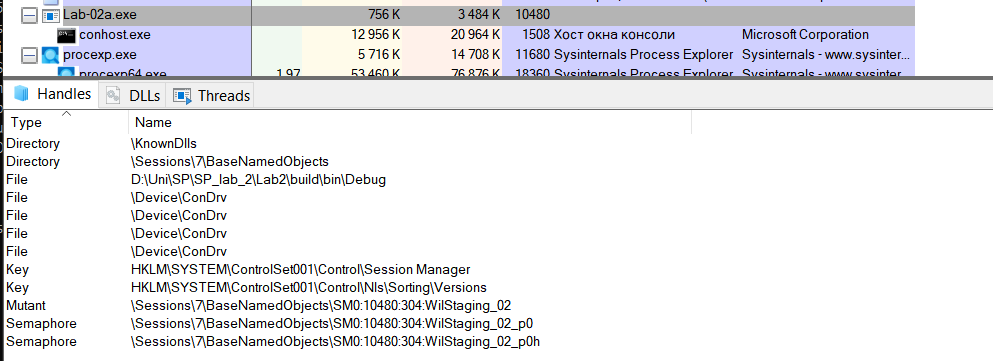 Lab-02a.exe 756 K 3 484 K 10480
conhost.exe 12 956 K 20 964 K 1508 Хост окна консоли Microsoft Corporation
procexp.exe 5 716 K 14 708 K 11680 Sysinternals Process Explorer Sysinternals - www.sysinter...
procexp64.exe 1.97 53 460 K 76 876 K 18360 Sysinternals Process Explorer Sysinternals - www.sysinter...
Handles DLLs Threads
Type Name
Directory \KnownDlls
Directory \Sessions\7\BaseNamedObjects
File D:\Uni\SP\SP_lab_2\Lab2\build\bin\Debug
File \Device\ConDrv
File \Device\ConDrv
File \Device\ConDrv
File \Device\ConDrv
Key HKLM\SYSTEM\ControlSet001\Control\Session Manager
Key HKLM\SYSTEM\ControlSet001\Control\Nls\Sorting\Versions
Mutant \Sessions\7\BaseNamedObjects\SM0:10480:304:WilStaging_02
Semaphore \Sessions\7\BaseNamedObjects\SM0:10480:304:WilStaging_02_p0
Semaphore \Sessions\7\BaseNamedObjects\SM0:10480:304:WilStaging_02_p0h